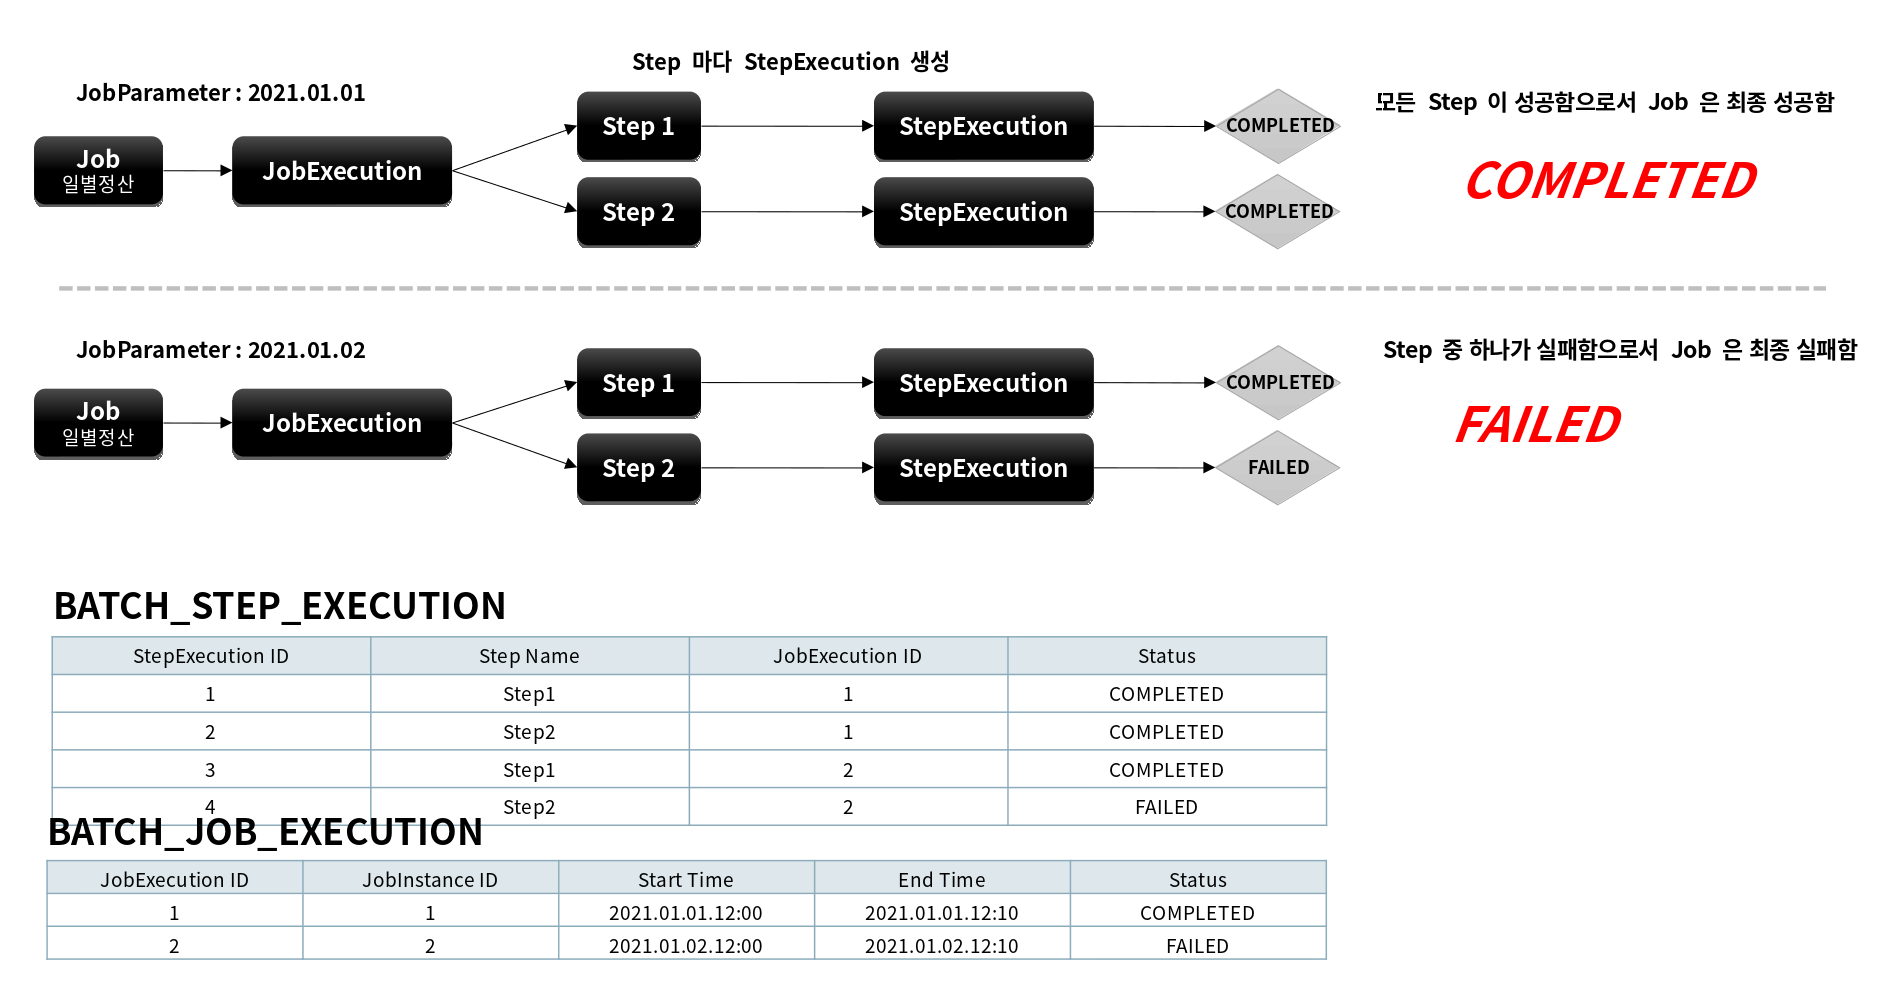 Step 마다 StepExecution 생성
JobParameter : 2021.01.01
모든 Step 이 성공함으로서 Job 은 최종 성공함
Job
일별정산
JobExecution
Step 1
StepExecution
COMPLETED
COMPLETED
Step 2
StepExecution
COMPLETED
JobParameter : 2021.01.02
Step 중 하나가 실패함으로서 Job 은 최종 실패함
Job
일별정산
JobExecution
Step 1
StepExecution
COMPLETED
FAILED
Step 2
StepExecution
FAILED
BATCH_STEP_EXECUTION
StepExecution ID Step Name JobExecution ID Status
1 Step1 1 COMPLETED
2 Step2 1 COMPLETED
3 Step1 2 COMPLETED
4 Step2 2 FAILED
BATCH_JOB_EXECUTION
JobExecution ID JobInstance ID Start Time End Time Status
1 1 2021.01.01.12:00 2021.01.01.12:10 COMPLETED
2 2 2021.01.02.12:00 2021.01.02.12:10 FAILED